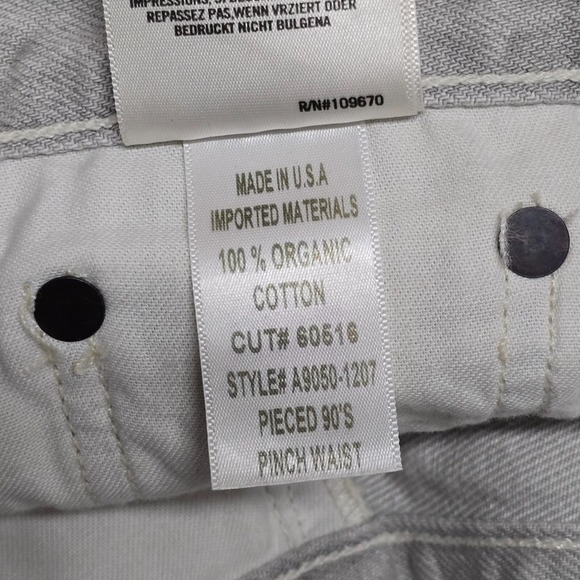 REPASSEZ PAS,WENN VRZIERT ODER
BEDRUCKT NICHT BULGENA
R/N#109670
MADE IN U.S.A
IMPORTED MATERIALS
100 % ORGANIC
COTTON
CUT# 60516
STYLE# A9050-1207
PIECED 90'S
PINCH WAIST